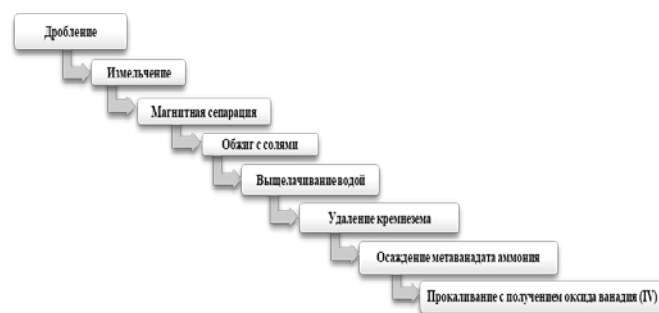 Дробление
Измельчение
Магнитная сепарация
Обжиг с солями
Выщелачивание водой
Удаление кремнезема
Осаждение метаванадата аммония
Прокаливание с получением оксида ванадия (IV)